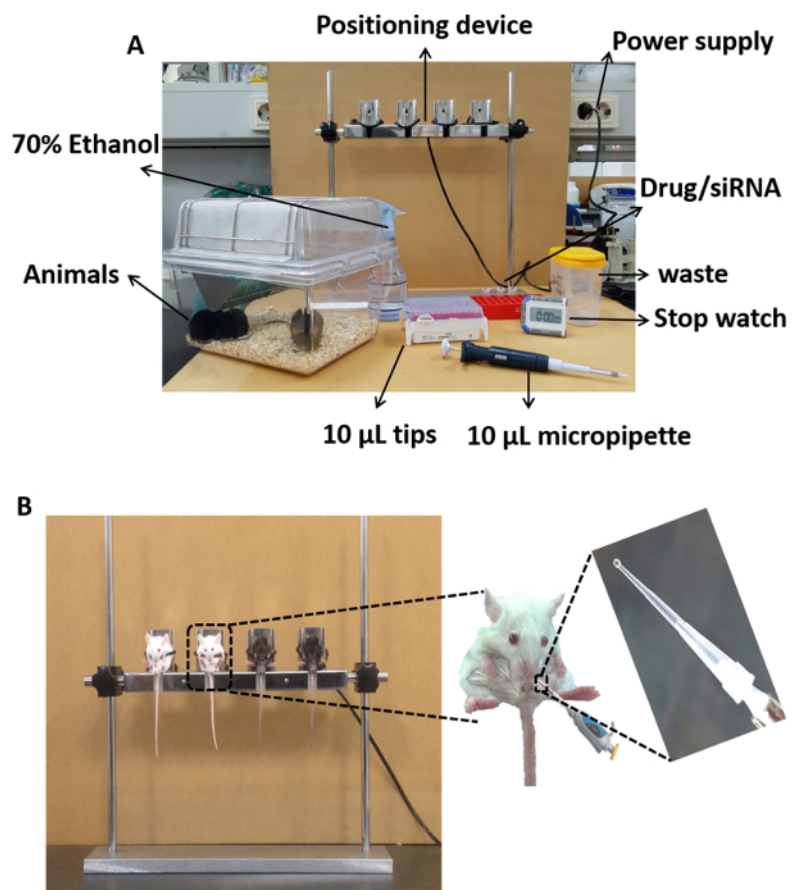 A
Positioning device
Power supply
70% Ethanol
Drug/siRNA
Animals
waste
Stop watch
10 µL tips
10 µL micropipette
B